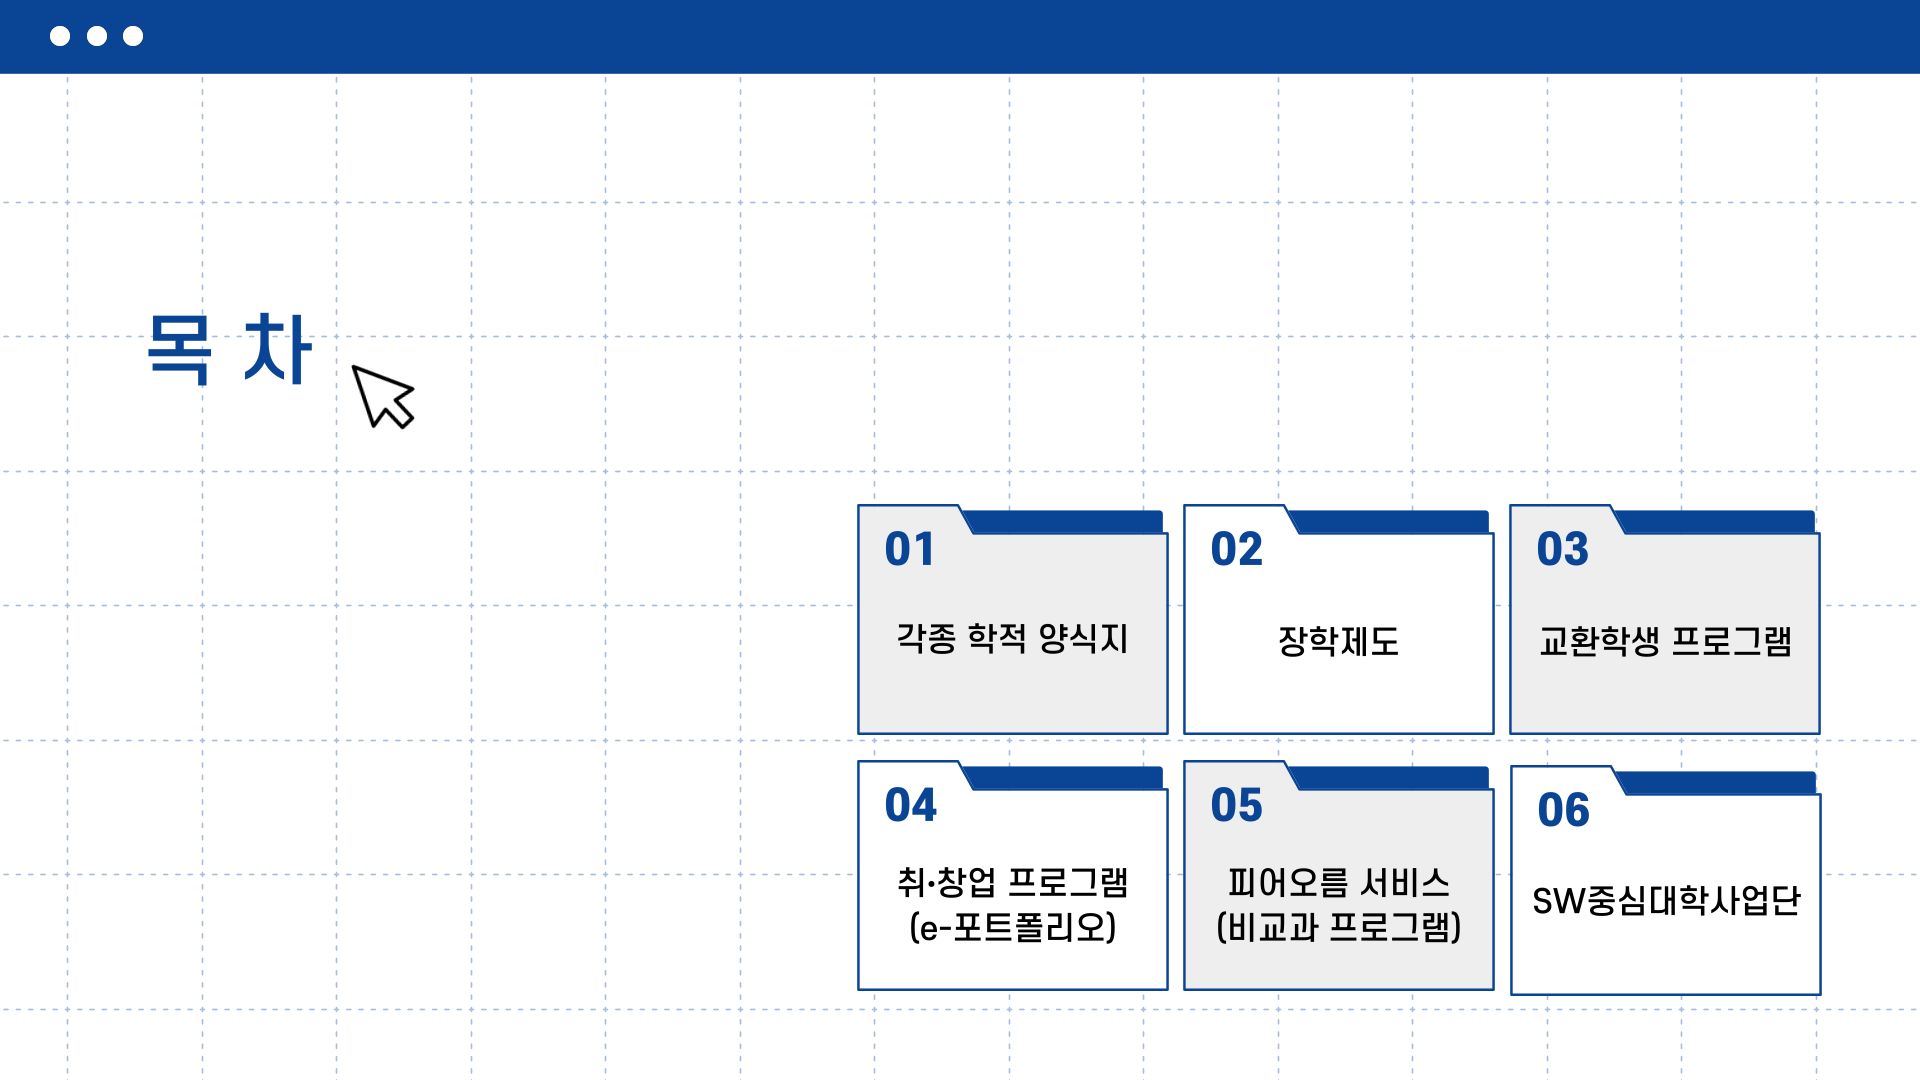 목 차
01
각종 학적 양식지
02
장학제도
03
교환학생 프로그램
04
취·창업 프로그램
(e-포트폴리오)
05
피어오름 서비스
(비교과 프로그램)
06
SW중심대학사업단